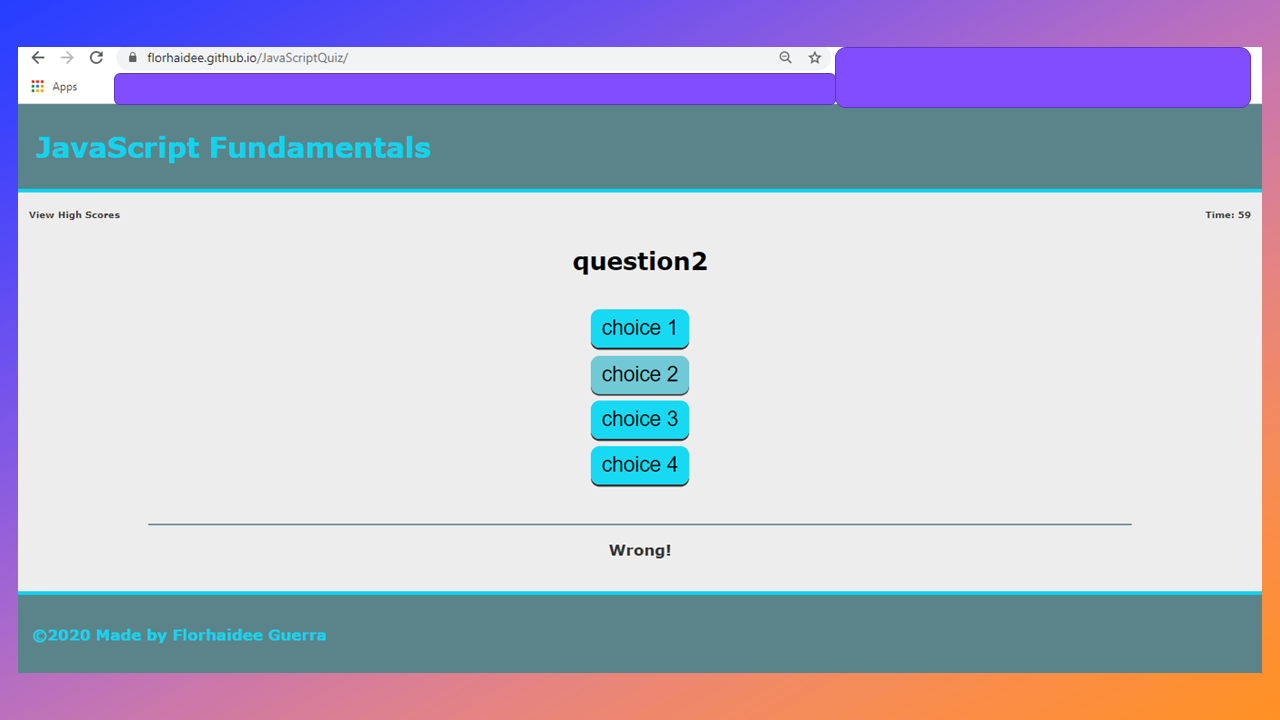 florhaidee.github.io/JavaScriptQuiz/
Apps
JavaScript Fundamentals
View High Scores
Time: 59
question2
choice 1
choice 2
choice 3
choice 4
Wrong!
©2020 Made by Florhaidee Guerra